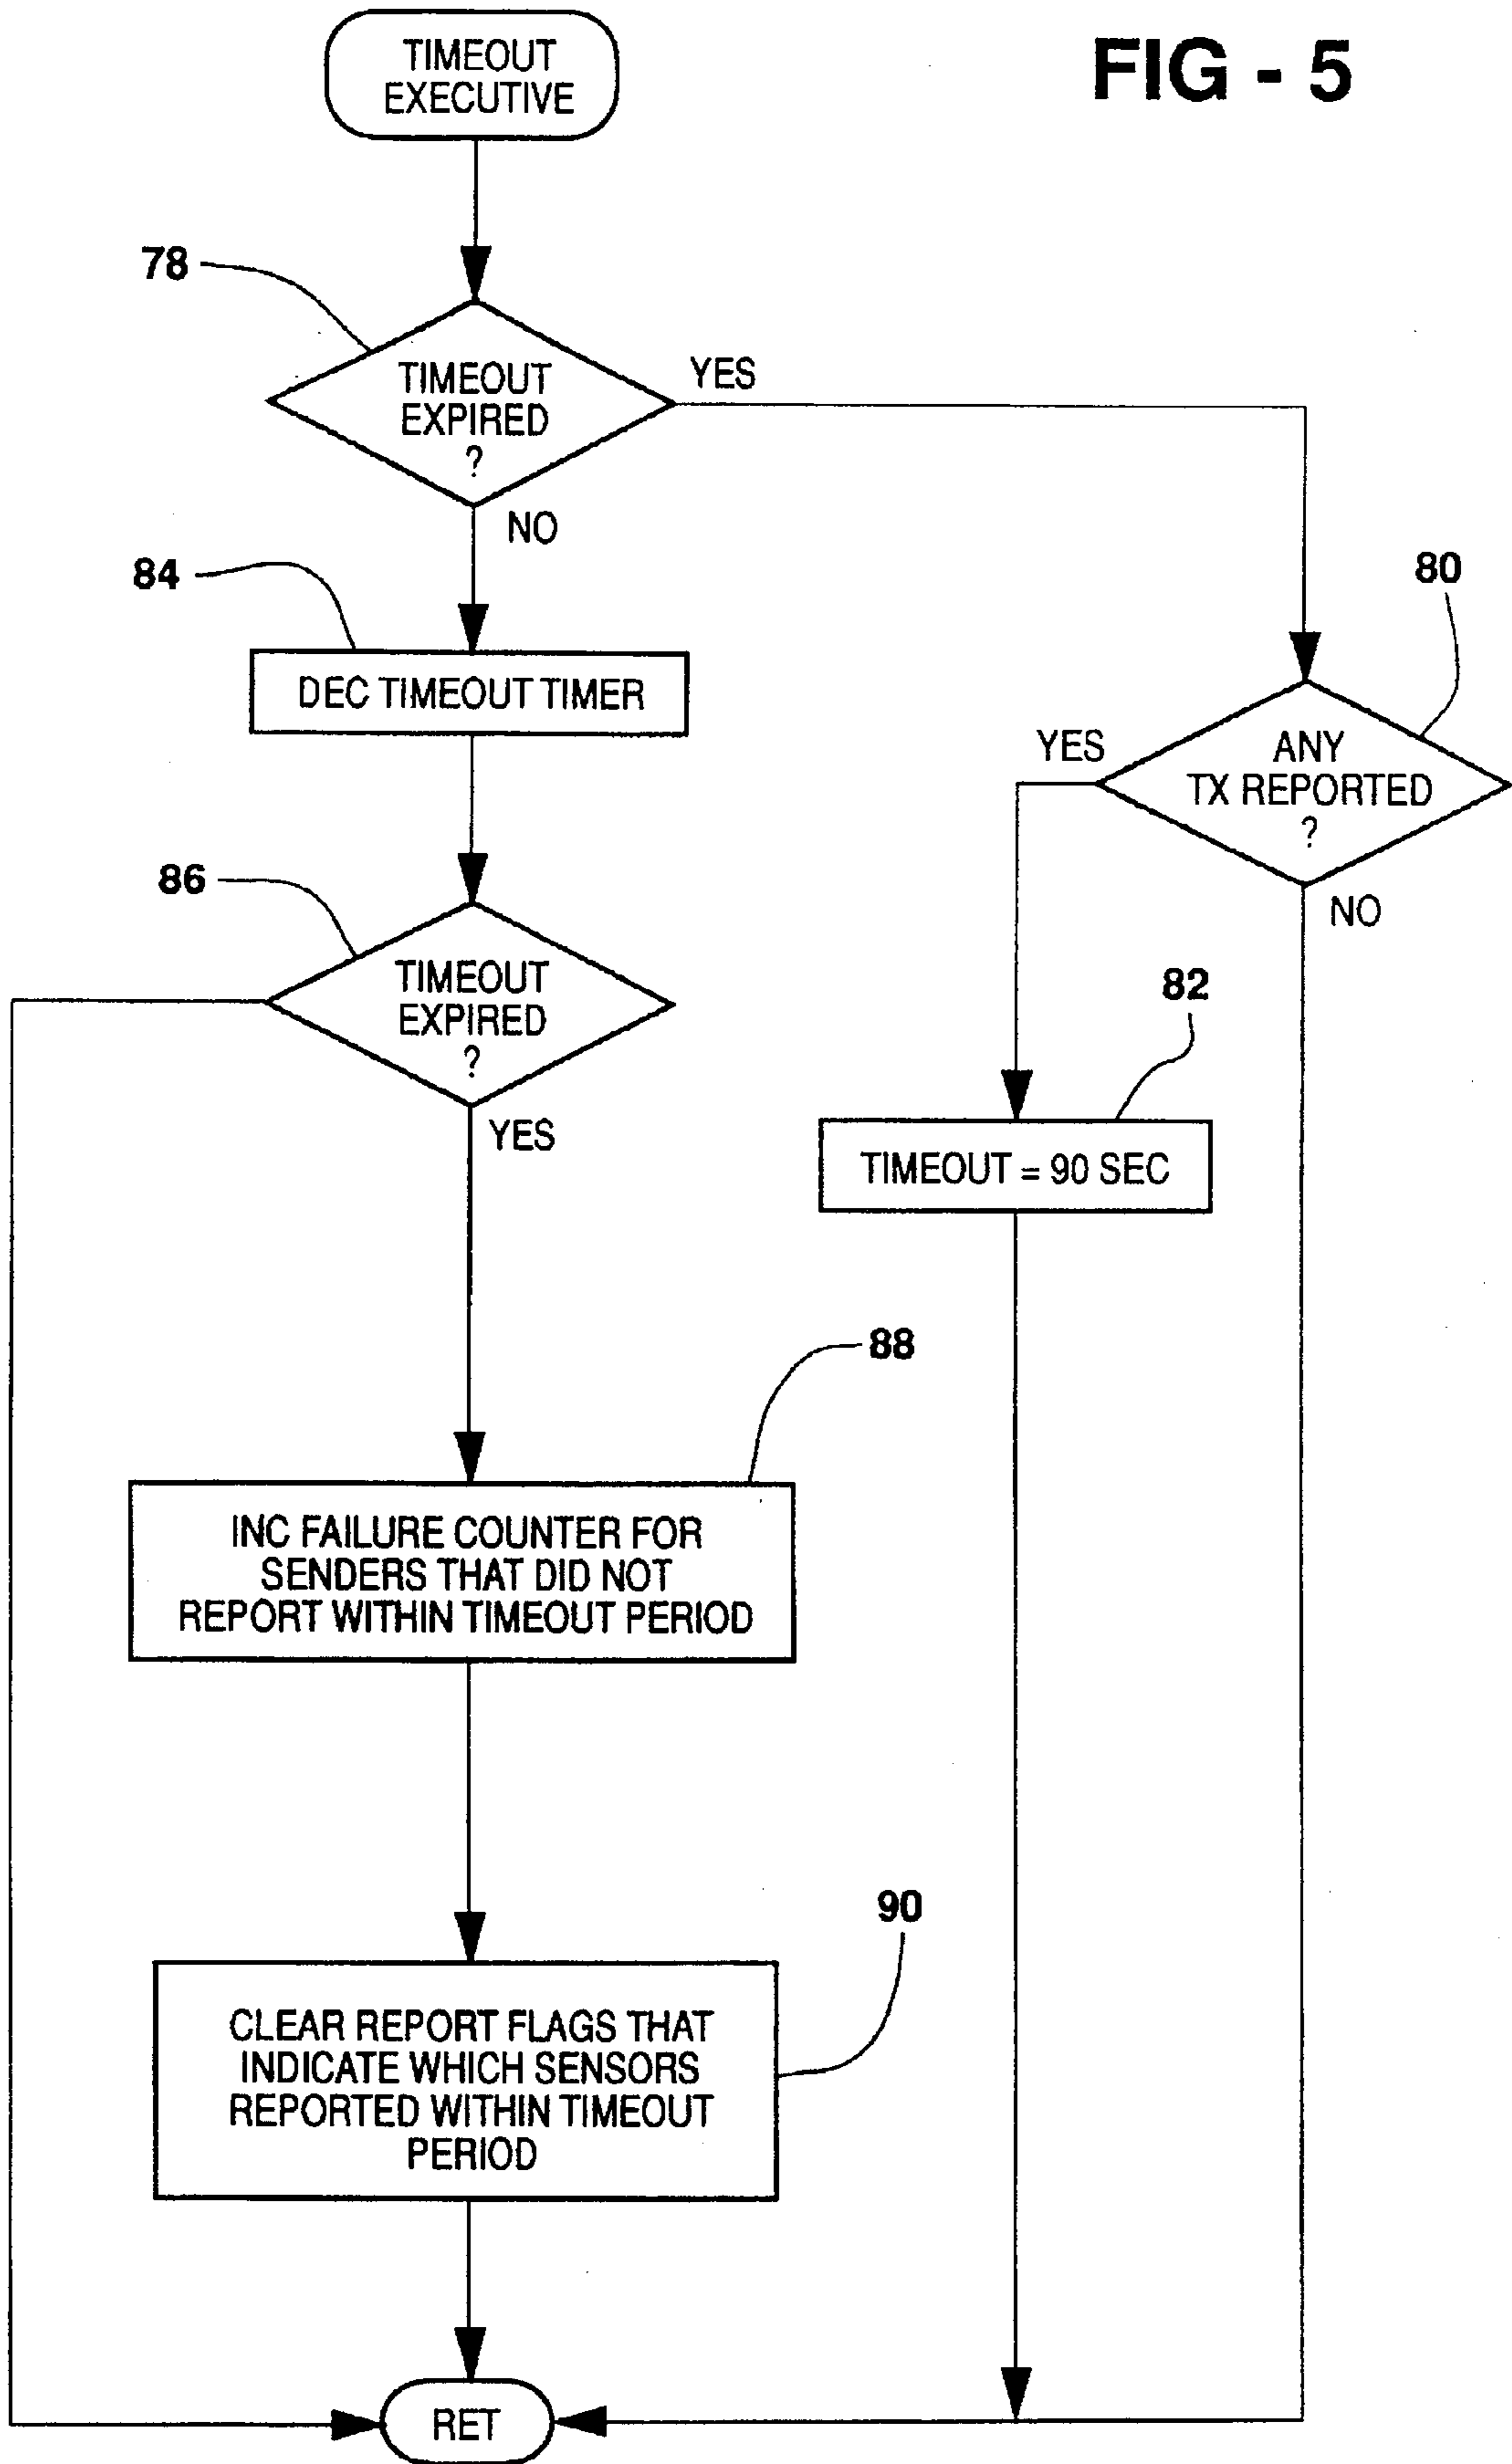 FIG - 5
TIMEOUT
EXECUTIVE
78
TIMEOUT
EXPIRED
?
YES
NO
84
DEC TIMEOUT TIMER
80
ANY
TX REPORTED
?
YES
NO
86
TIMEOUT
EXPIRED
?
YES
82
TIMEOUT = 90 SEC
88
INC FAILURE COUNTER FOR
SENDERS THAT DID NOT
REPORT WITHIN TIMEOUT PERIOD
90
CLEAR REPORT FLAGS THAT
INDICATE WHICH SENSORS
REPORTED WITHIN TIMEOUT
PERIOD
RET